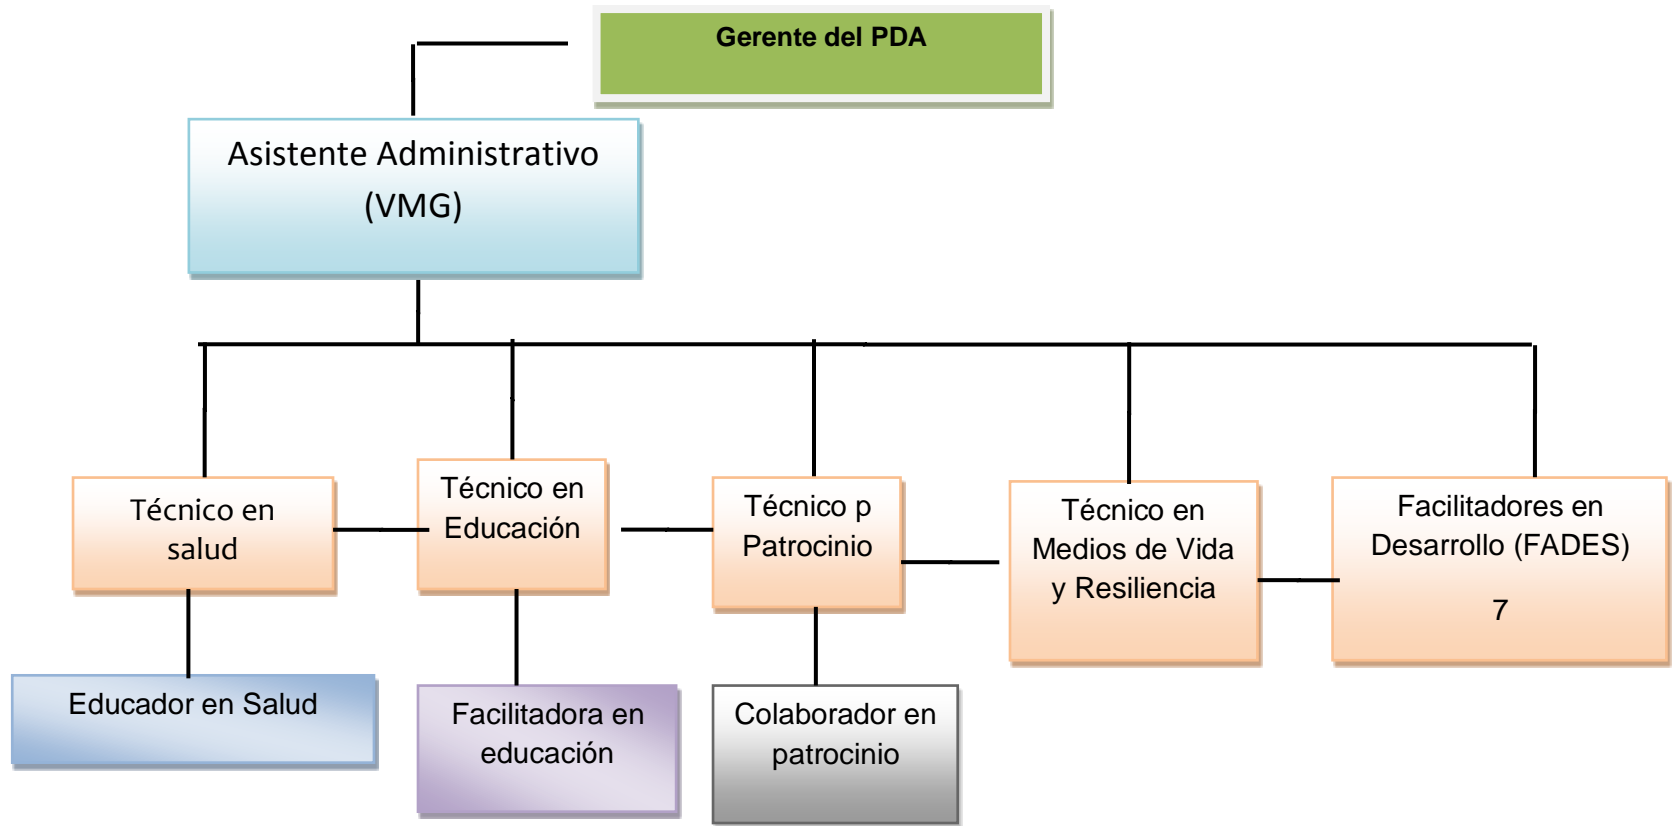 Gerente del PDA
Asistente Administrativo
(VMG)
Técnico en
salud
Técnico en
Educación
Técnico p
Patrocinio
Técnico en
Medios de Vida
y Resiliencia
Facilitadores en
Desarrollo (FADES)
7
Educador en Salud
Facilitadora en
educación
Colaborador en
patrocinio